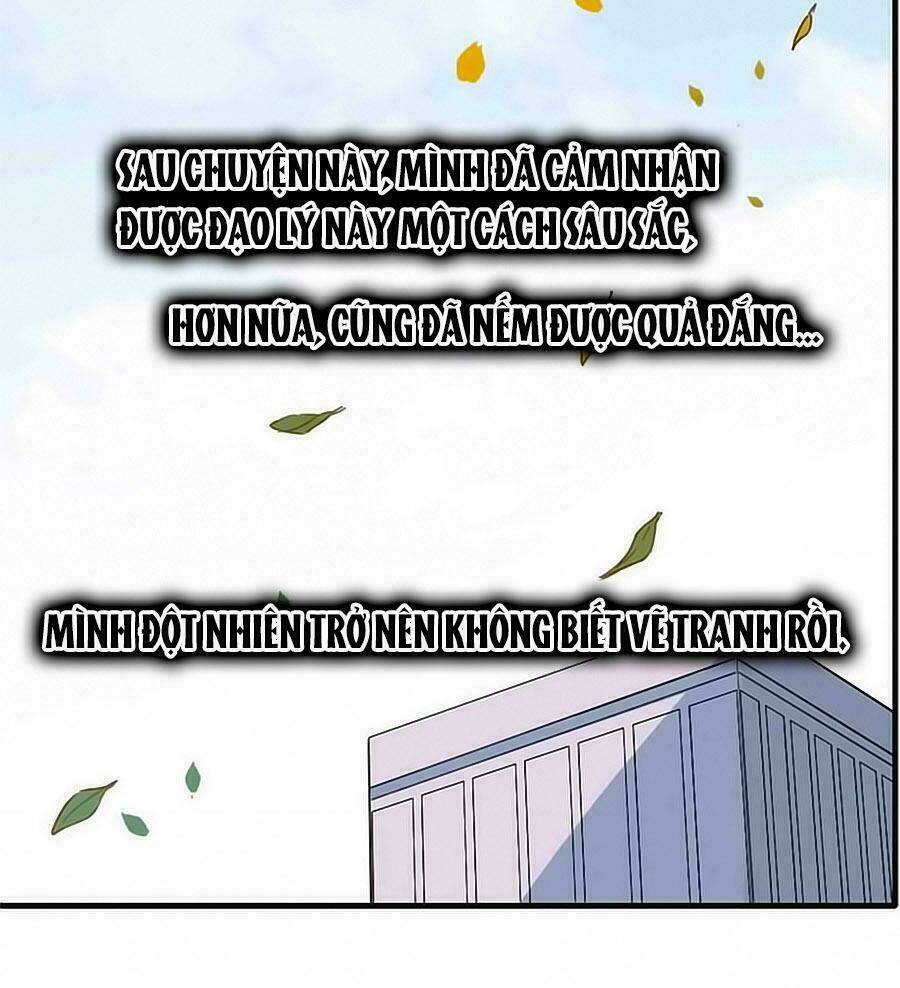 SAU CHUYỆN NÀY, MÌNH ĐÃ CẢM NHẬN
ĐƯỢC ĐẠO LÝ NÀY MỘT CÁCH SÂU SẮC,
HƠN NỮA, CŨNG ĐÃ NẾM ĐƯỢC QUẢ ĐẮNG...
MÌNH ĐỘT NHIÊN TRỞ NÊN KHÔNG BIẾT VẼ TRANH RỒI.